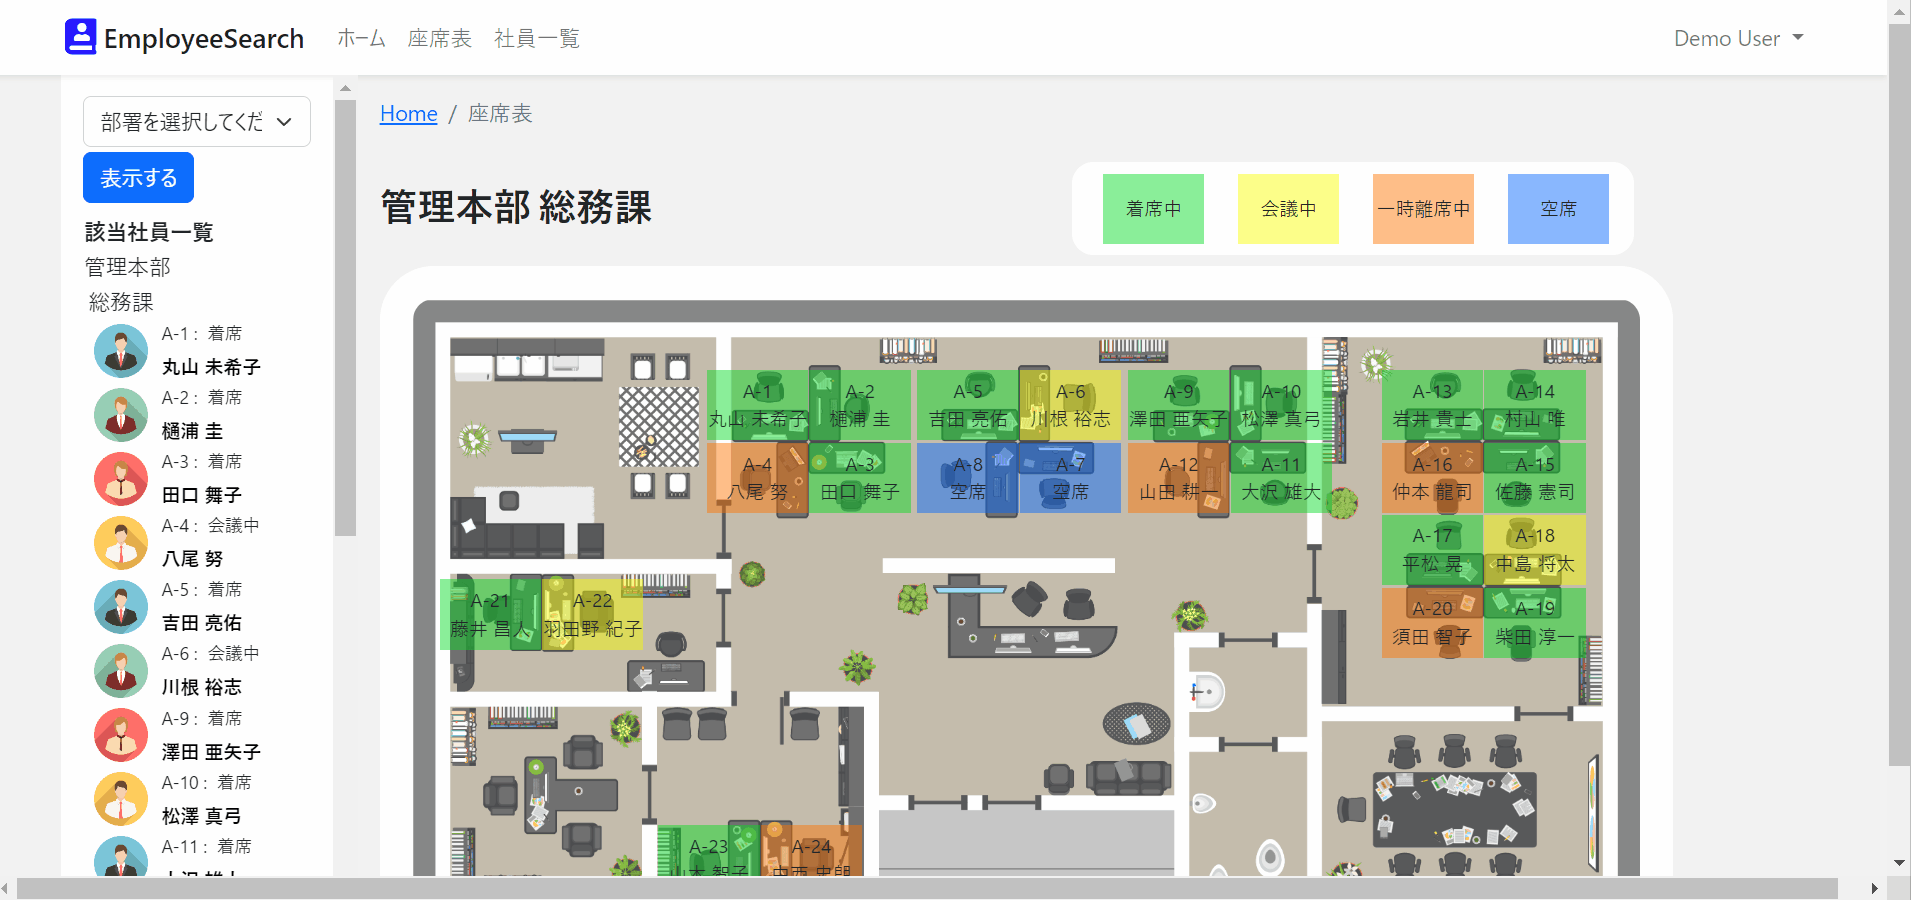 EmployeeSearch
ホーム 座席表 社員一覧
Demo User
部署を選択してくだ
表示する
該当社員一覧
管理本部
総務課
A-1 : 着席
丸山 未希子
A-2 : 着席
樋浦 圭
A-3 : 着席
田口 舞子
A-4 : 会議中
八尾 努
A-5 : 着席
吉田 亮佑
A-6 : 会議中
川根 裕志
A-9 : 着席
澤田 亜矢子
A-10 : 着席
松澤 真弓
A-11 : 着席
Home / 座席表
管理本部 総務課
着席中
会議中
一時離席中
空席
A-1
丸山 未希子
A-2
樋浦 圭
A-5
吉田 亮佑
A-6
川根 裕志
A-9
澤田 亜矢子
A-10
松澤 真弓
A-13
岩井 貴士
A-14
村山 唯
A-4
八尾 努
A-3
田口 舞子
A-8
空席
A-7
空席
A-12
山田 耕一
A-11
大沢 雄大
A-16
仲本 龍司
A-15
佐藤 憲司
A-17
平松 晃
A-18
中島 将太
A-20
須田 智子
A-19
柴田 淳一
A-21
藤井 昌人
A-22
羽田野 紀子
A-23
A-24